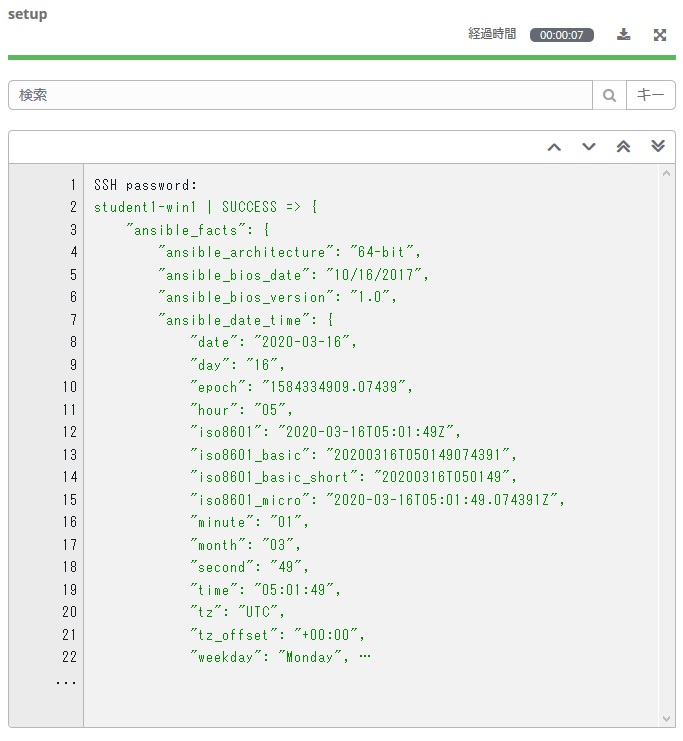 setup
経過時間 00:00:07
検索 キー
1 SSH password:
2 student1-win1 | SUCCESS => {
3 "ansible_facts": {
4 "ansible_architecture": "64-bit",
5 "ansible_bios_date": "10/16/2017",
6 "ansible_bios_version": "1.0",
7 "ansible_date_time": {
8 "date": "2020-03-16",
9 "day": "16",
10 "epoch": "1584334909.07439",
11 "hour": "05",
12 "iso8601": "2020-03-16T05:01:49Z",
13 "iso8601_basic": "20200316T050149074391",
14 "iso8601_basic_short": "20200316T050149",
15 "iso8601_micro": "2020-03-16T05:01:49.074391Z",
16 "minute": "01",
17 "month": "03",
18 "second": "49",
19 "time": "05:01:49",
20 "tz": "UTC",
21 "tz_offset": "+00:00",
22 "weekday": "Monday", …
...